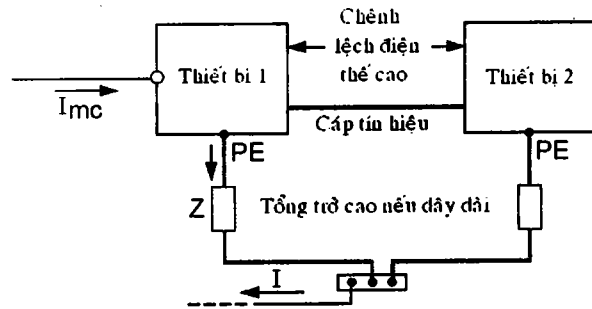 Chênh
lệch điện
thế cao
Thiết bi 1
Thiết bị 2
Imc
Cáp tín hiệu
PE
PE
Z
Tổng trở cao nếu dây dài
I